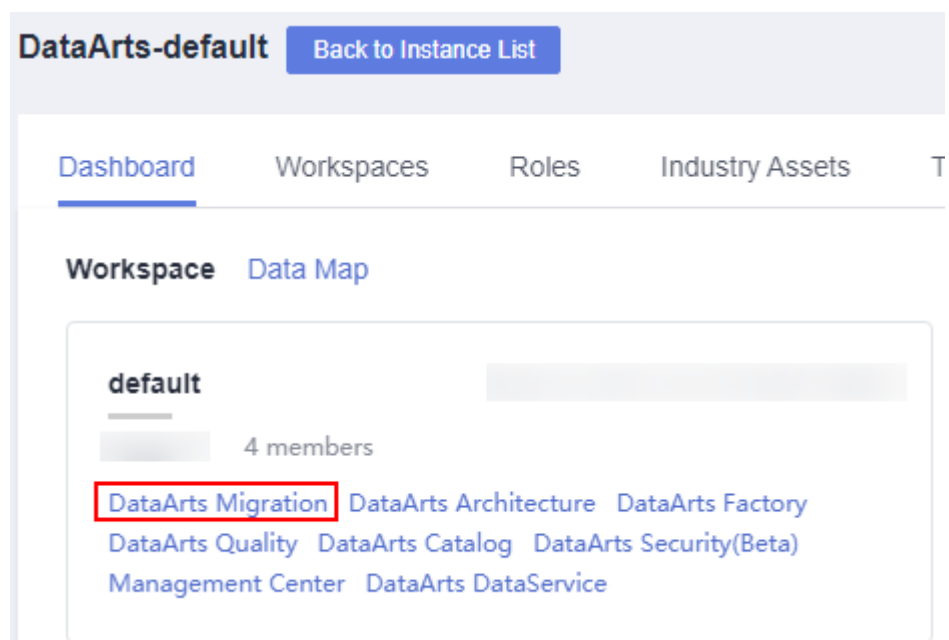 DataArts-default Back to Instance List
Dashboard Workspaces Roles Industry Assets
Workspace Data Map
default
4 members
DataArts Migration DataArts Architecture DataArts Factory
DataArts Quality DataArts Catalog DataArts Security(Beta)
Management Center DataArts DataService